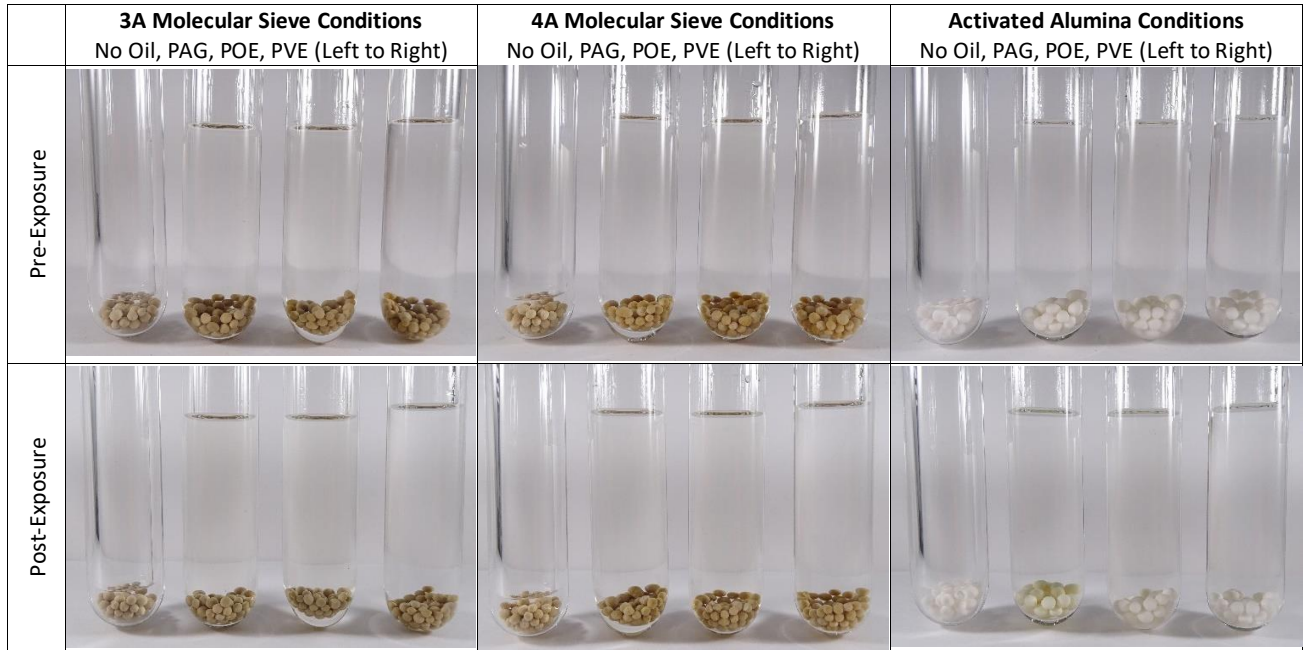 3A Molecular Sieve Conditions
No Oil, PAG, POE, PVE (Left to Right)
4A Molecular Sieve Conditions
No Oil, PAG, POE, PVE (Left to Right)
Activated Alumina Conditions
No Oil, PAG, POE, PVE (Left to Right)
Pre-Exposure
Post-Exposure